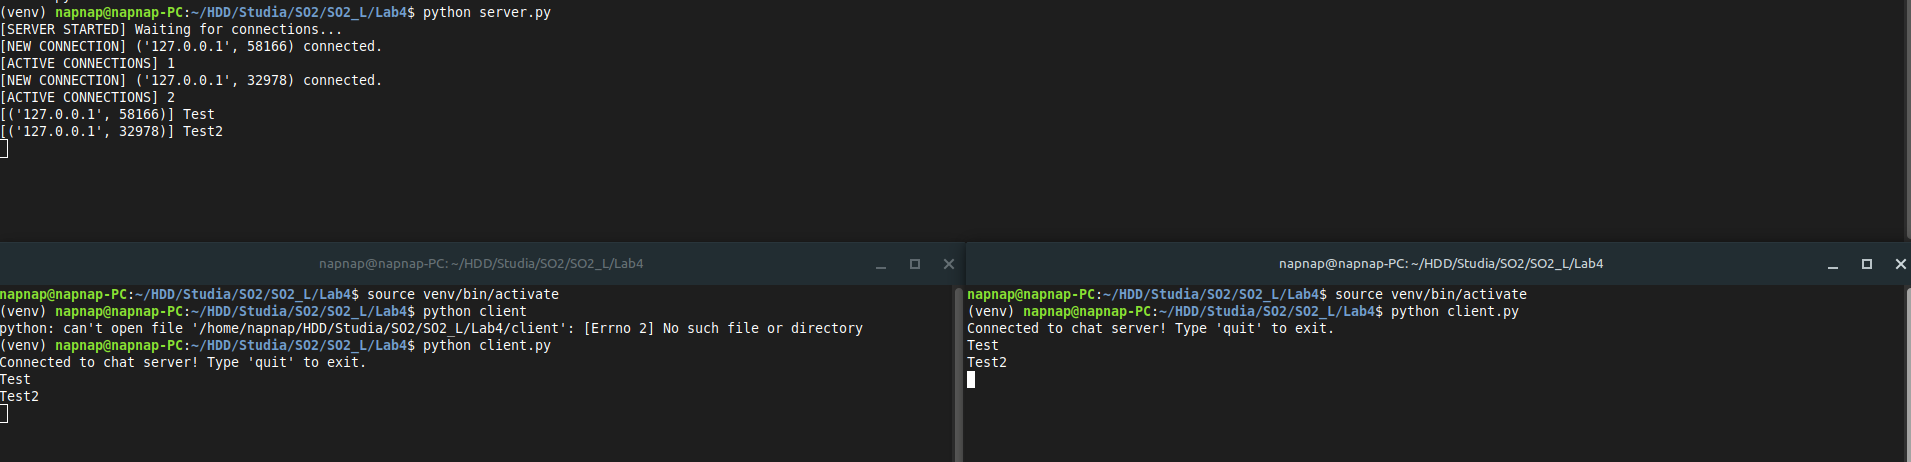 (venv) napnap@napnap-PC:~/HDD/Studia/SO2/SO2_L/Lab4$ python server.py
[SERVER STARTED] Waiting for connections...
[NEW CONNECTION] ('127.0.0.1', 58166) connected.
[ACTIVE CONNECTIONS] 1
[NEW CONNECTION] ('127.0.0.1', 32978) connected.
[ACTIVE CONNECTIONS] 2
[('127.0.0.1', 58166)] Test
[('127.0.0.1', 32978)] Test2
napnap@napnap-PC: ~/HDD/Studia/SO2/SO2_L/Lab4
napnap@napnap-PC:~/HDD/Studia/SO2/SO2_L/Lab4$ source venv/bin/activate
(venv) napnap@napnap-PC:~/HDD/Studia/SO2/SO2_L/Lab4$ python client
python: can't open file '/home/napnap/HDD/Studia/SO2/SO2_L/Lab4/client': [Errno 2] No such file or directory
(venv) napnap@napnap-PC:~/HDD/Studia/SO2/SO2_L/Lab4$ python client.py
Connected to chat server! Type 'quit' to exit.
Test
Test2
napnap@napnap-PC: ~/HDD/Studia/SO2/SO2_L/Lab4
napnap@napnap-PC:~/HDD/Studia/SO2/SO2_L/Lab4$ source venv/bin/activate
(venv) napnap@napnap-PC:~/HDD/Studia/SO2/SO2_L/Lab4$ python client.py
Connected to chat server! Type 'quit' to exit.
Test
Test2